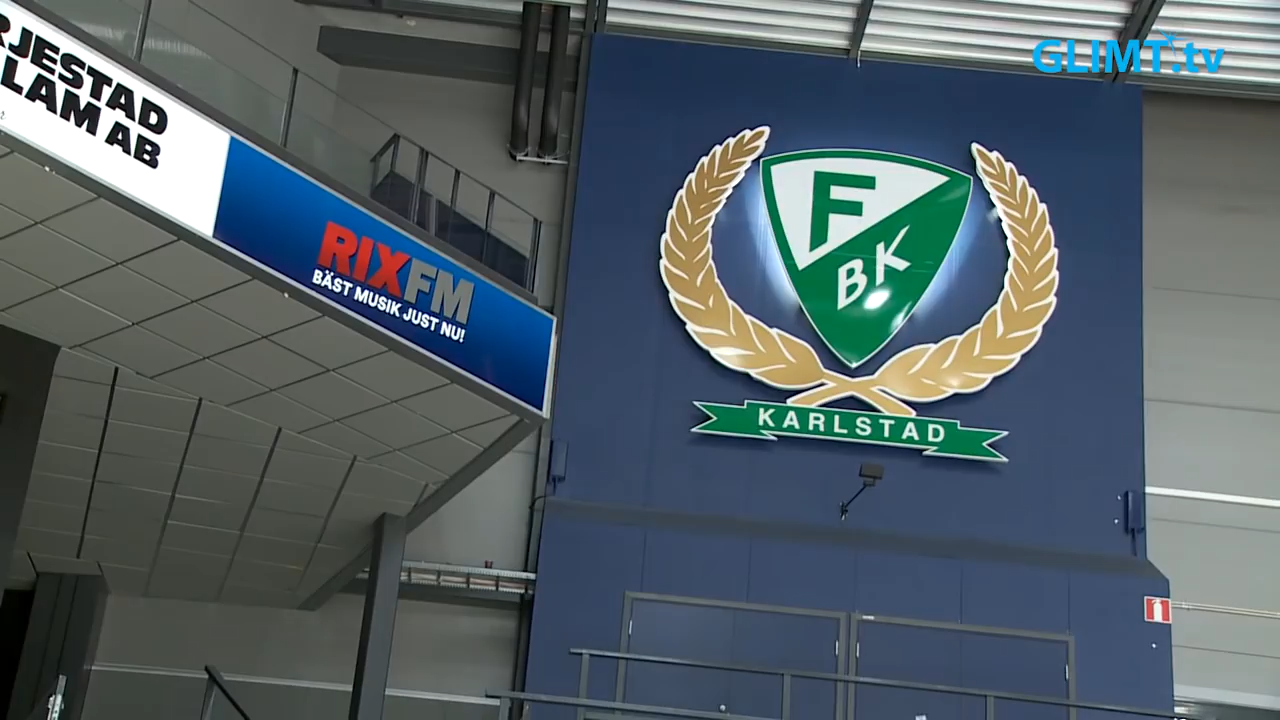 RJESTAD
LAM AB
RIXFM
BÄST MUSIK JUST NU!
GLIMT.tv
F
BK
KARLSTAD